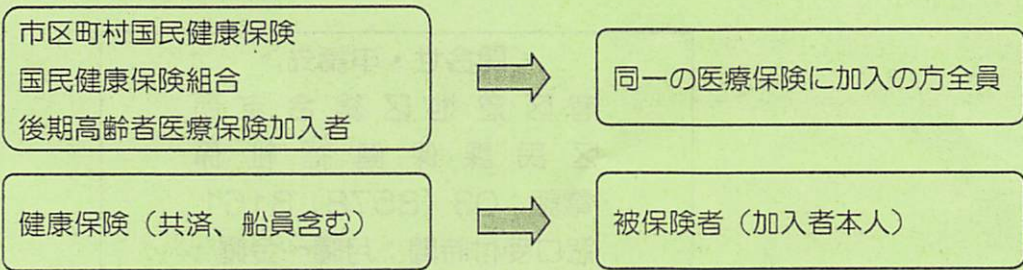 市区町村国民健康保険
国民健康保険組合
後期高齢者医療保険加入者
同一の医療保険に加入の方全員
健康保険（共済、船員含む）
被保険者（加入者本人）